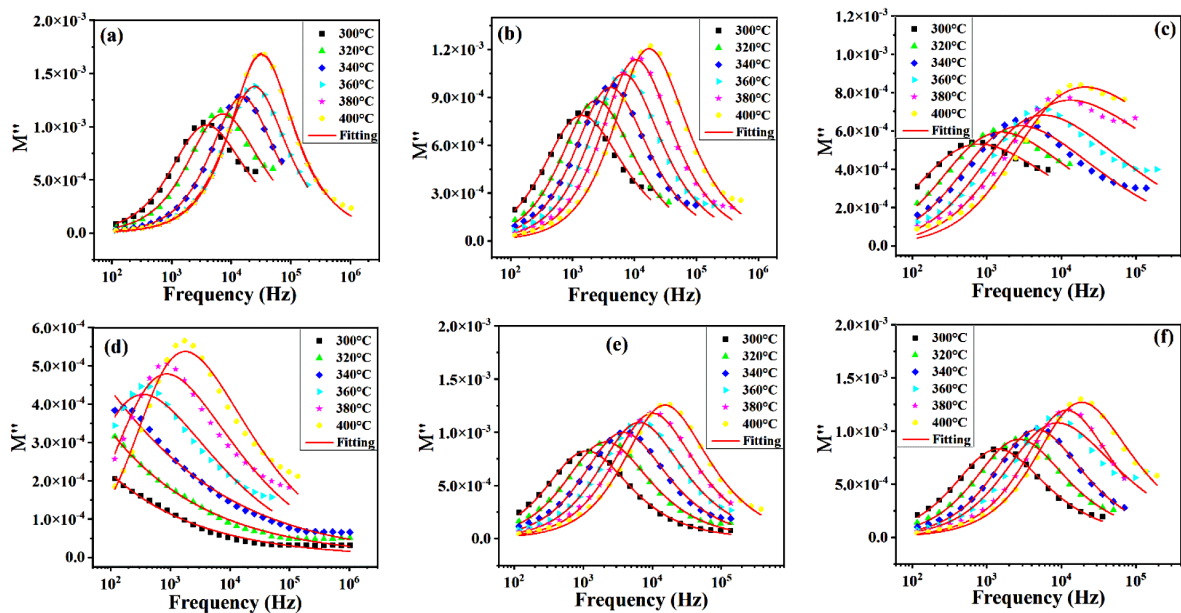 (a)
2.0×10⁻³
1.5×10⁻³
1.0×10⁻³
5.0×10⁻⁴
0.0
M''
10² 10³ 10⁴ 10⁵ 10⁶
Frequency (Hz)
300°C
320°C
340°C
360°C
380°C
400°C
Fitting
(b)
1.2×10⁻³
9.0×10⁻⁴
6.0×10⁻⁴
3.0×10⁻⁴
0.0
M''
10² 10³ 10⁴ 10⁵ 10⁶
Frequency (Hz)
300°C
320°C
340°C
360°C
380°C
400°C
Fitting
(c)
1.2×10⁻³
1.0×10⁻³
8.0×10⁻⁴
6.0×10⁻⁴
4.0×10⁻⁴
2.0×10⁻⁴
0.0
M''
10² 10³ 10⁴ 10⁵
Frequency (Hz)
300°C
320°C
340°C
360°C
380°C
400°C
Fitting
(d)
6.0×10⁻⁴
5.0×10⁻⁴
4.0×10⁻⁴
3.0×10⁻⁴
2.0×10⁻⁴
1.0×10⁻⁴
0.0
M''
10² 10³ 10⁴ 10⁵ 10⁶
Frequency (Hz)
300°C
320°C
340°C
360°C
380°C
400°C
Fitting
(e)
2.0×10⁻³
1.5×10⁻³
1.0×10⁻³
5.0×10⁻⁴
0.0
M''
10² 10³ 10⁴ 10⁵ 10⁶
Frequency (Hz)
300°C
320°C
340°C
360°C
380°C
400°C
Fitting
(f)
2.0×10⁻³
1.5×10⁻³
1.0×10⁻³
5.0×10⁻⁴
0.0
M''
10² 10³ 10⁴ 10⁵
Frequency (Hz)
300°C
320°C
340°C
360°C
380°C
400°C
Fitting